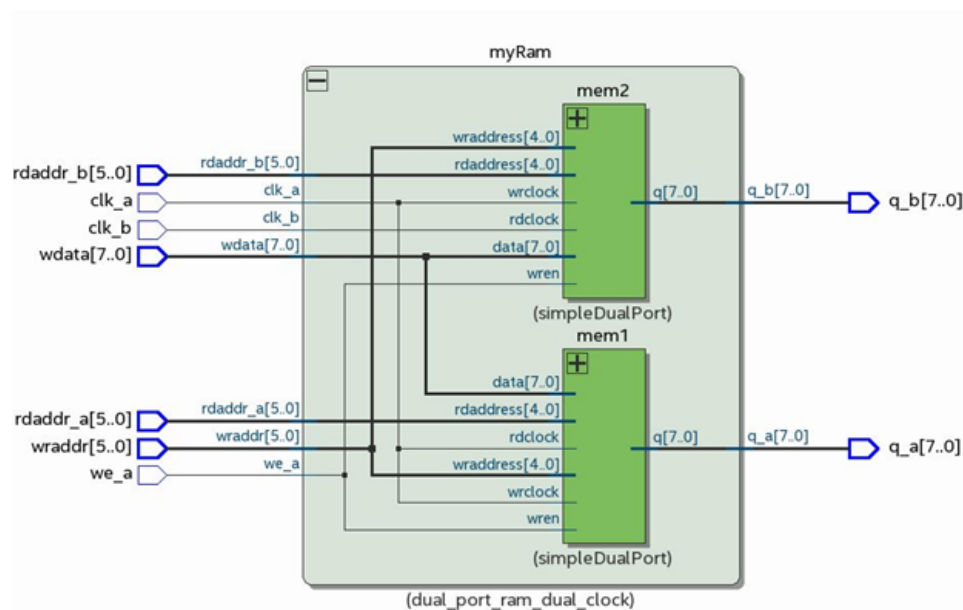 myRam
mem2
wraddress[4..0]
rdaddr_b[5..0] rdaddr_b[5..0] rdaddress[4..0]
clk_a clk_a wrclock q[7..0] q_b[7..0] q_b[7..0]
clk_b clk_b rdclock
wdata[7..0] wdata[7..0] data[7..0]
wren
(simpleDualPort)
mem1
data[7..0]
rdaddr_a[5..0] rdaddr_a[5..0] rdaddress[4..0]
wraddr[5..0] wraddr[5..0] rdclock q[7..0] q_a[7..0] q_a[7..0]
we_a we_a wraddress[4..0]
wrclock
wren
(simpleDualPort)
(dual_port_ram_dual_clock)